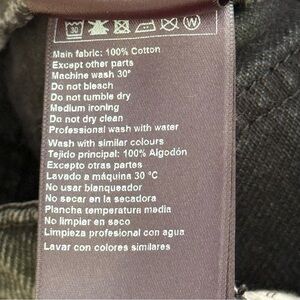 30
W
Main fabric: 100% Cotton
Except other parts
Machine wash 30°
Do not bleach
Do not tumble dry
Medium ironing
Do not dry clean
Professional wash with water
Wash with similar colours
Tejido principal: 100% Algodón
Excepto otras partes
Lavado a máquina 30 °C
No usar blanqueador
No secar en la secadora
Plancha temperatura media
No limpiar en seco
Limpieza profesional con agua
Lavar con colores similares